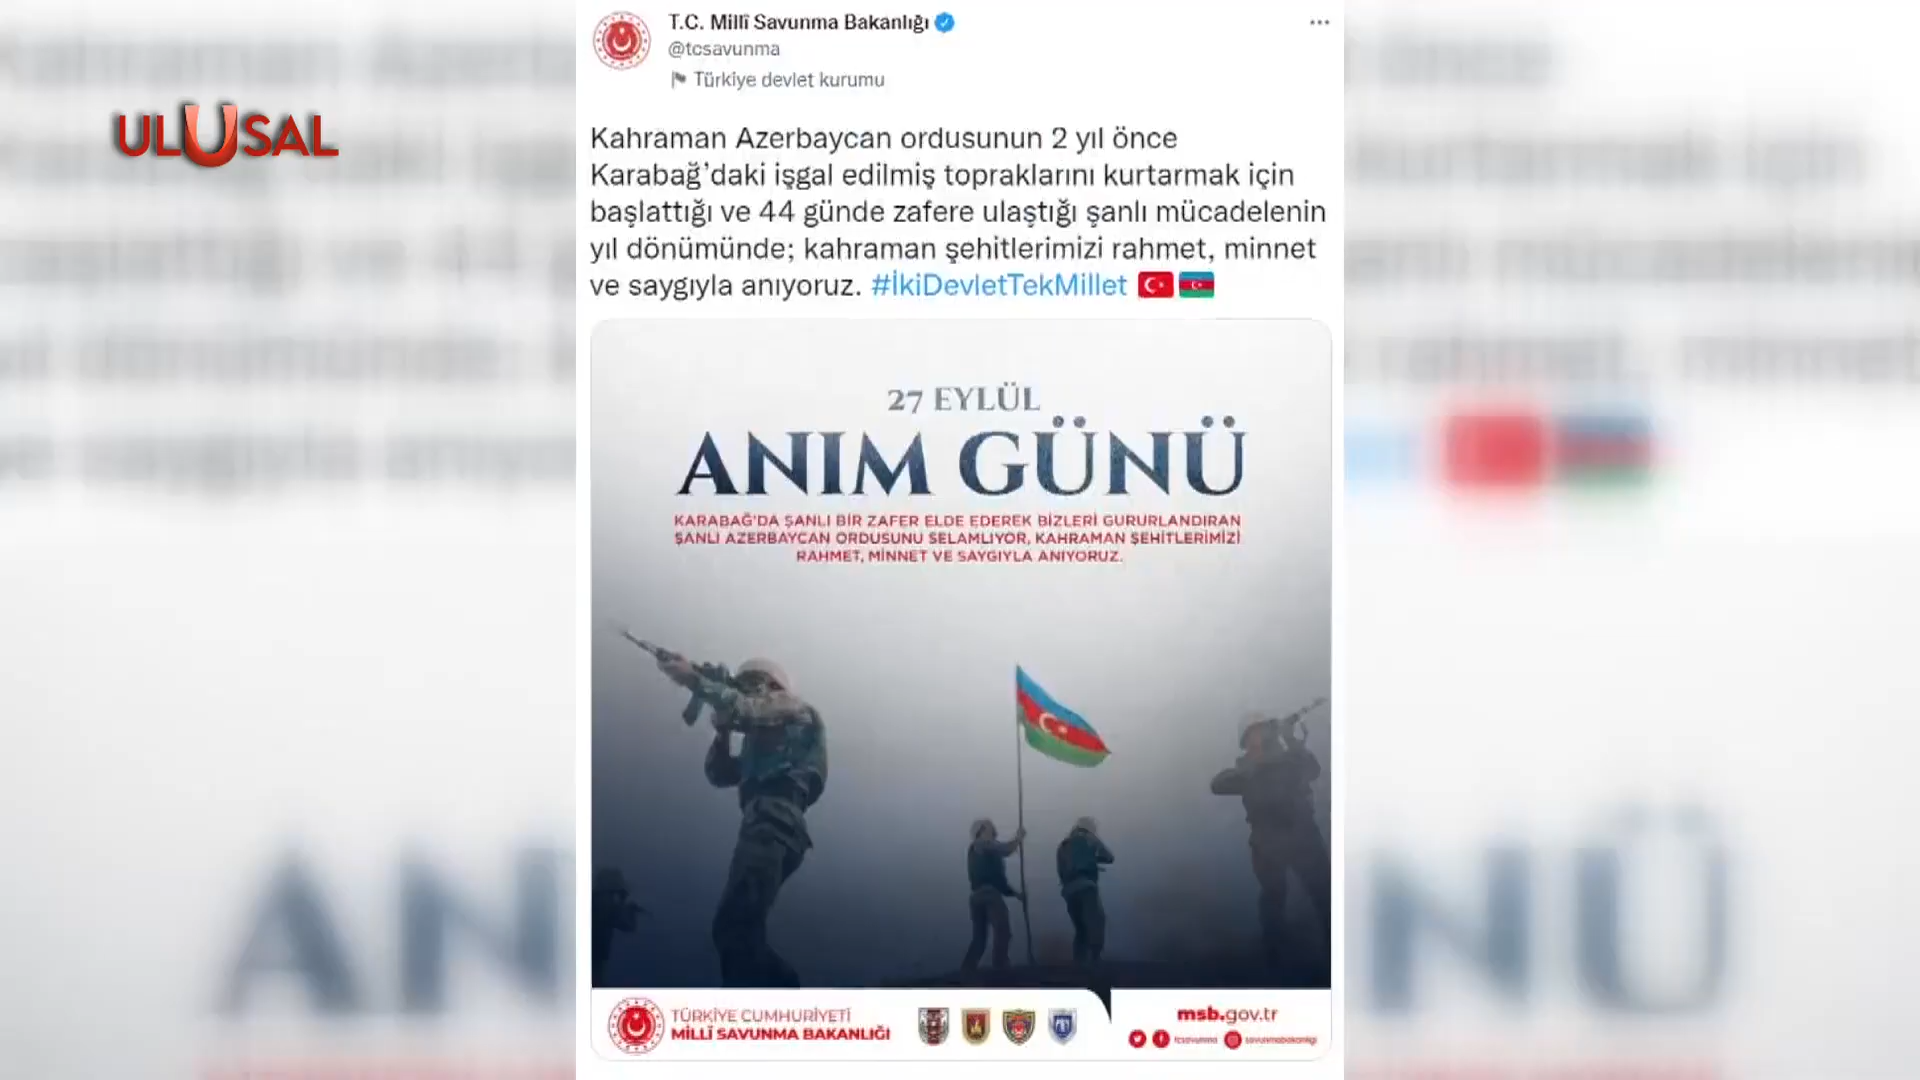 ULUSAL
T.C. Millî Savunma Bakanlığı
@tcsavunma
Türkiye devlet kurumu
Kahraman Azerbaycan ordusunun 2 yıl önce
Karabağ’daki işgal edilmiş topraklarını kurtarmak için
başlattığı ve 44 günde zafere ulaştığı şanlı mücadelenin
yıl dönümünde; kahraman şehitlerimizi rahmet, minnet
ve saygıyla anıyoruz. #İkiDevletTekMillet
27 EYLÜL
ANIM GÜNÜ
KARABAĞ'DA ŞANLI BİR ZAFER ELDE EDEREK BİZLERİ GURURLANDIRAN
ŞANLI AZERBAYCAN ORDUSUNU SELAMLIYOR, KAHRAMAN ŞEHİTLERİMİZİ
RAHMET, MİNNET VE SAYGIYLA ANIYORUZ.
TÜRKİYE CUMHURİYETİ
MİLLÎ SAVUNMA BAKANLIĞI
msb.gov.tr
tcsavunma savunmabakanligi